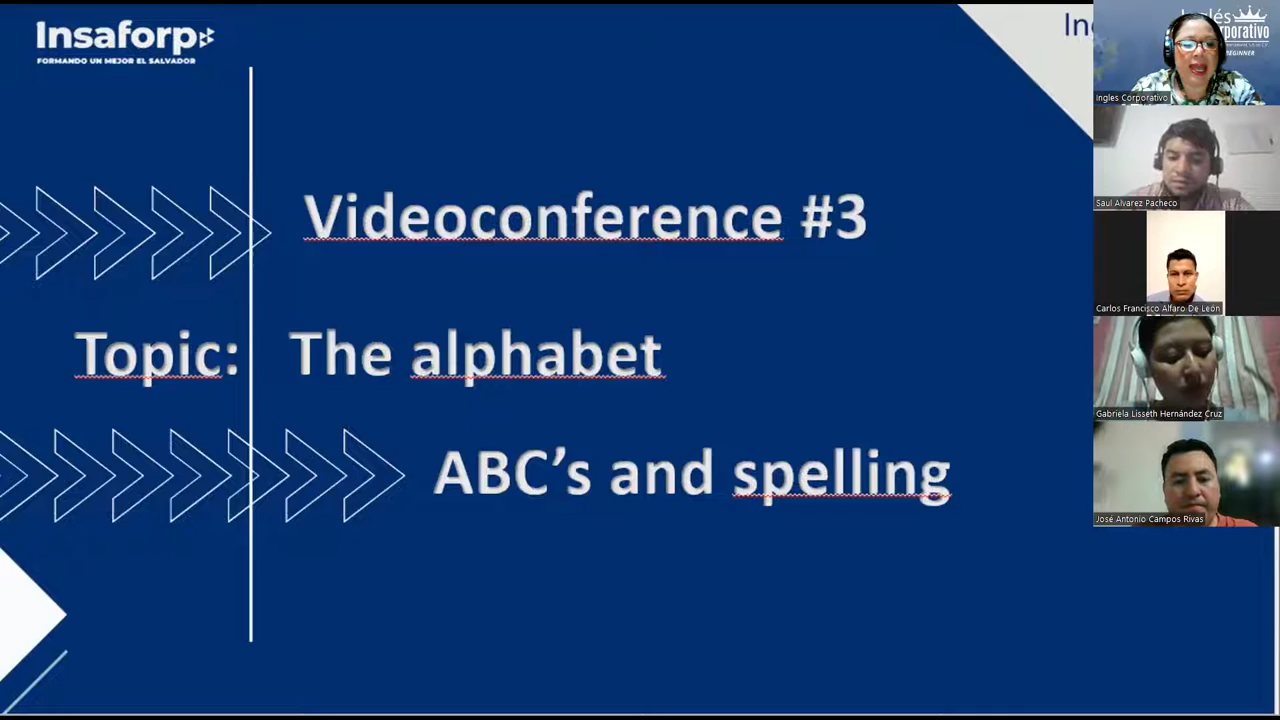 Insaforp
FORMANDO UN MEJOR EL SALVADOR
Videoconference #3
Topic: The alphabet
ABC’s and spelling
Ingles Corporativo
Saul Alvarez Pacheco
Carlos Francisco Alfaro De León
Gabriela Lisseth Hernández Cruz
José Antonio Campos Rivas